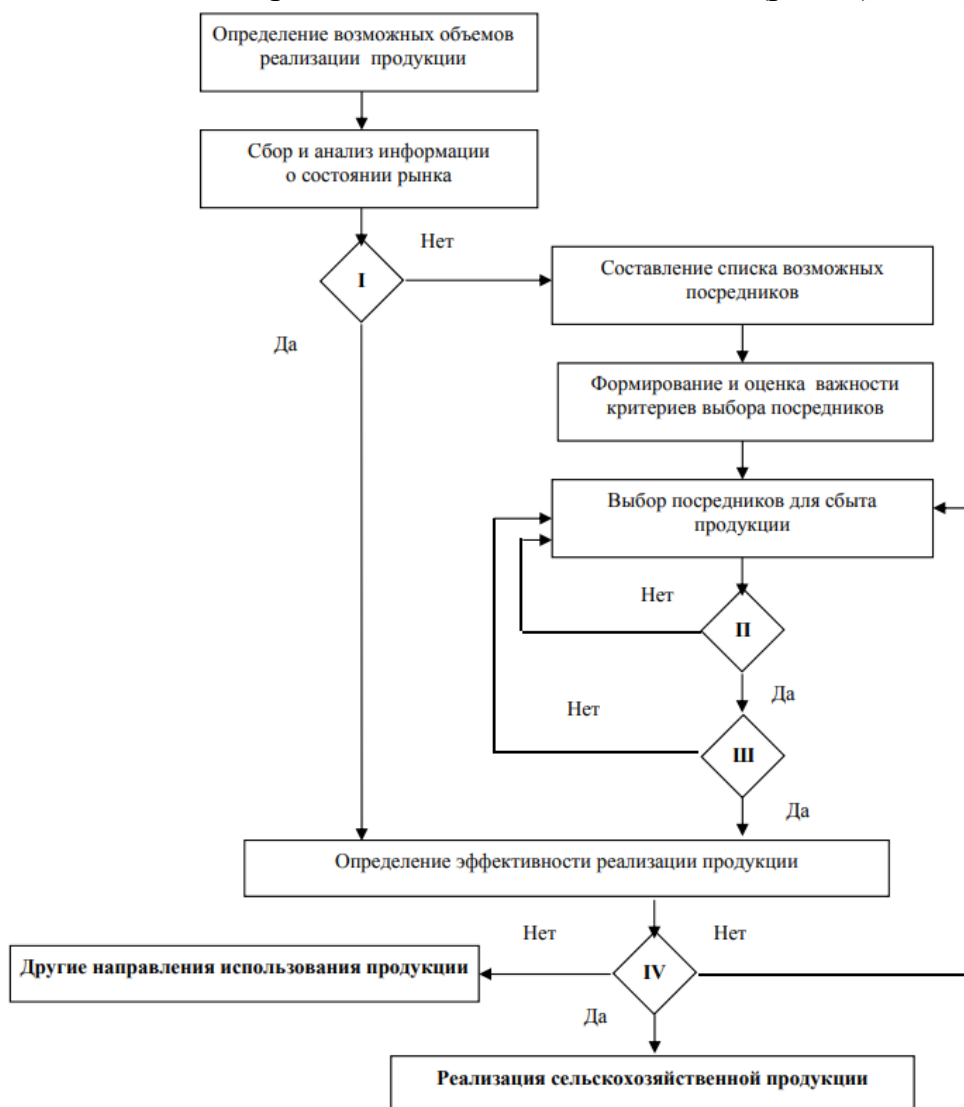 Определение возможных объемов
реализации продукции
Сбор и анализ информации
о состоянии рынка
Нет
I
Составление списка возможных
посредников
Да
Формирование и оценка важности
критериев выбора посредников
Выбор посредников для сбыта
продукции
Нет
П
Да
Нет
Ш
Да
Определение эффективности реализации продукции
Нет
Нет
Другие направления использования продукции
IV
Да
Реализация сельскохозяйственной продукции